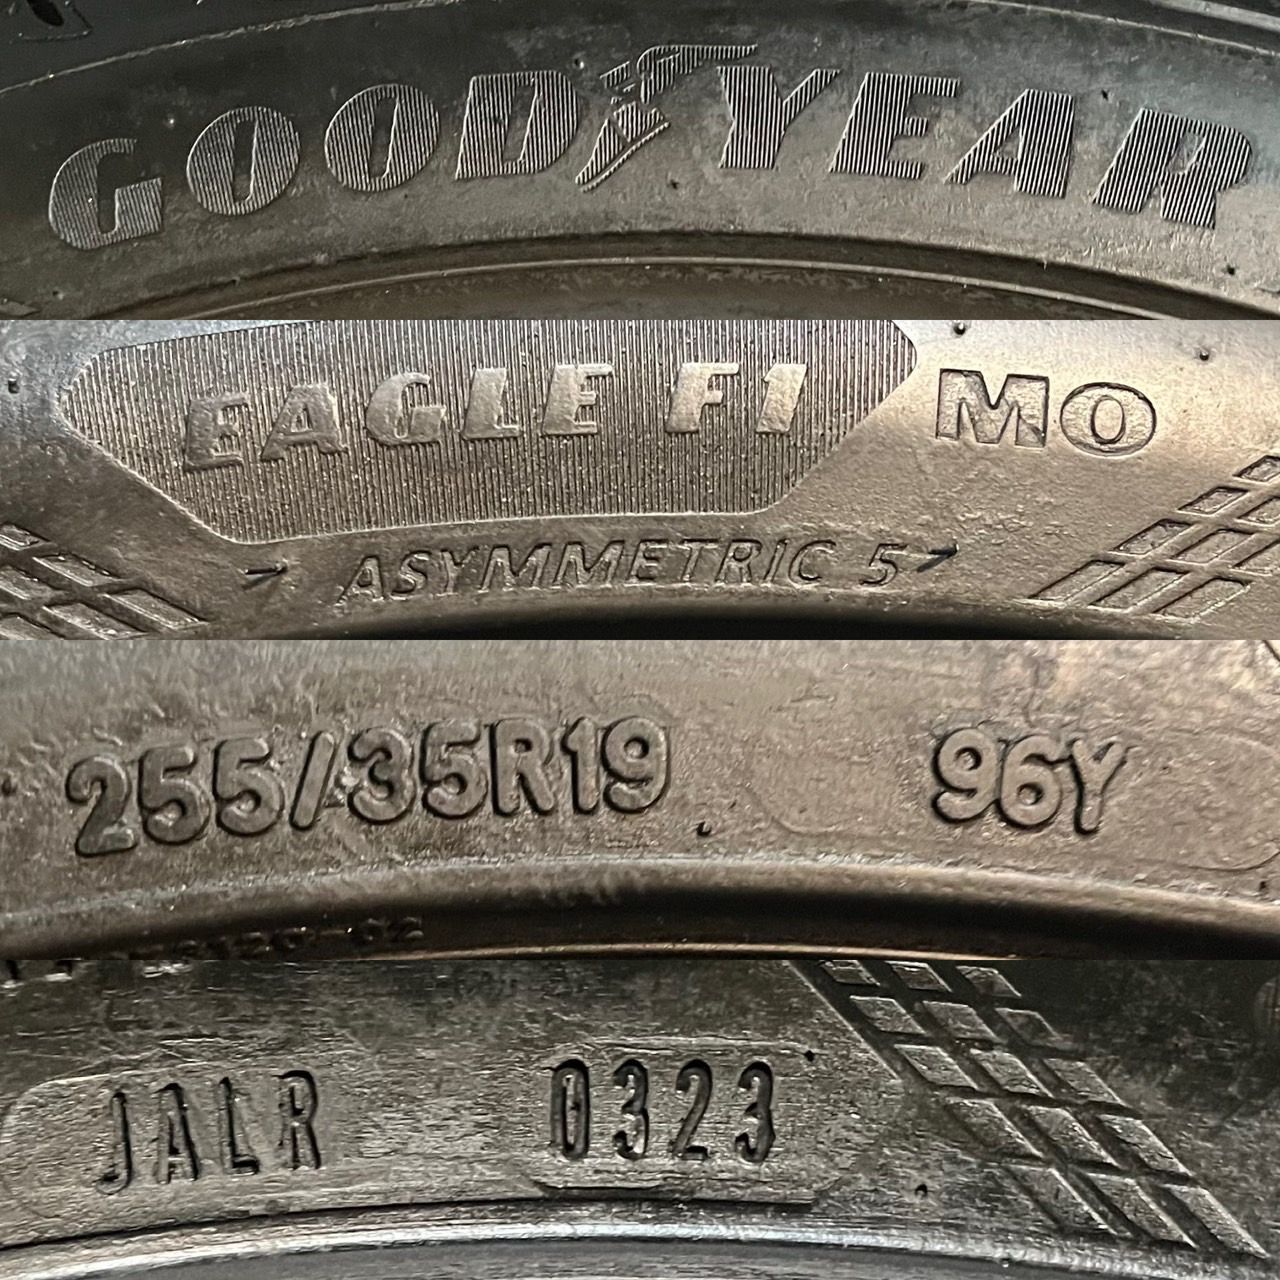 GOODYEAR
EAGLE F1 MO
ASYMMETRIC 5
255/35R19 96Y
JALR 0323